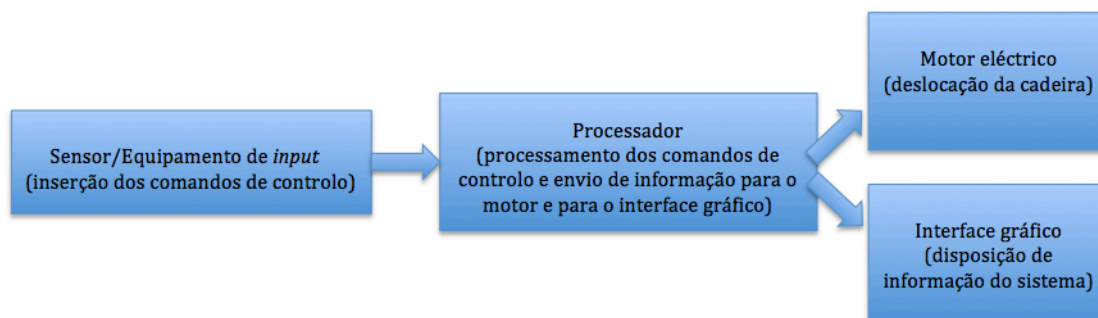 Sensor/Equipamento de input
(inserção dos comandos de controlo)
Processador
(processamento dos comandos de
controlo e envio de informação para o
motor e para o interface gráfico)
Motor eléctrico
(deslocação da cadeira)
Interface gráfico
(disposição de
informação do sistema)